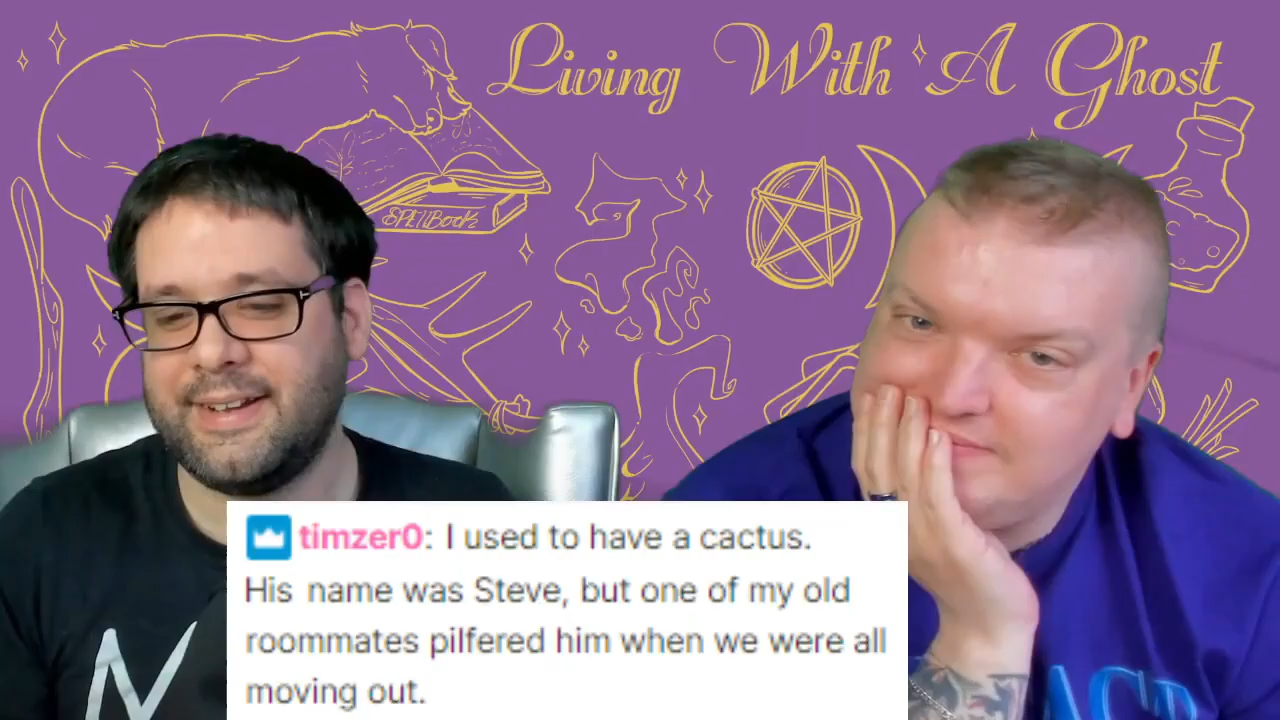 Living With A Ghost
SPELLBOOK
timzer0: I used to have a cactus.
His name was Steve, but one of my old
roommates pilfered him when we were all
moving out.